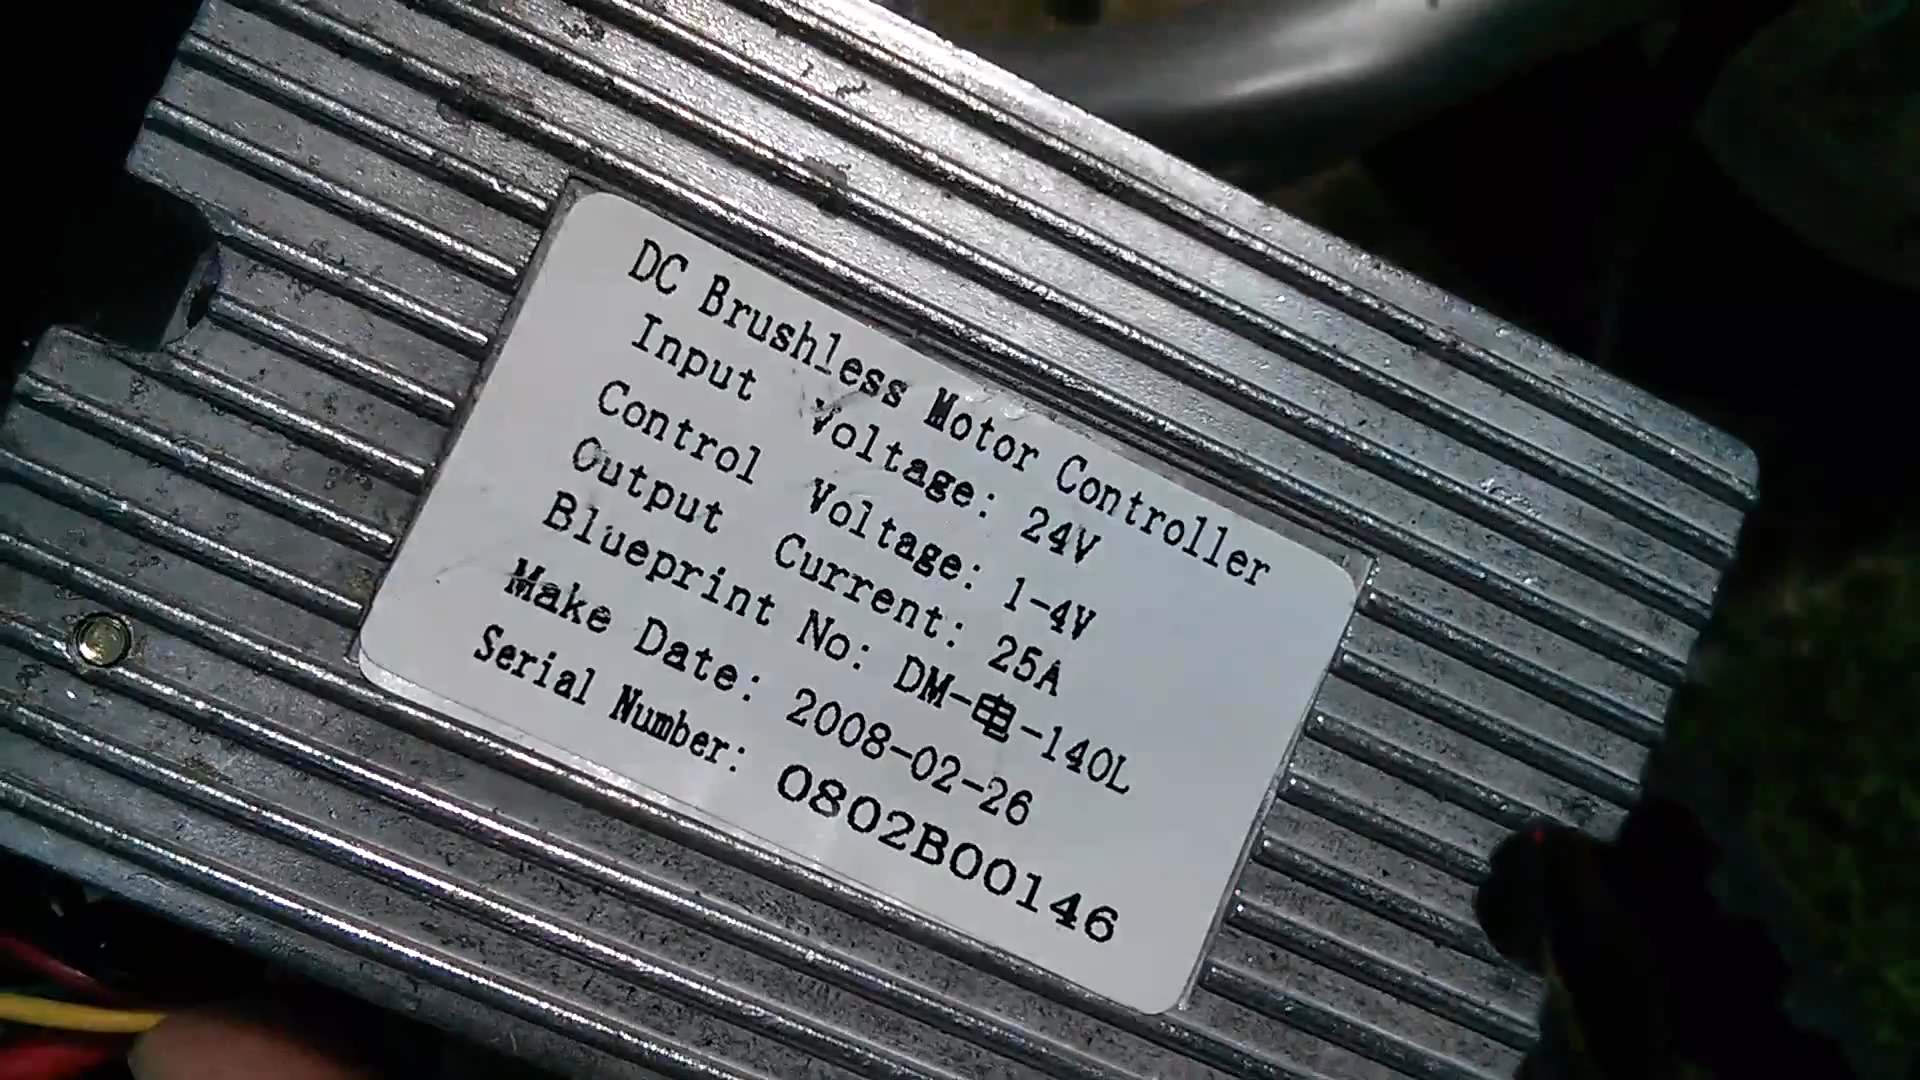 DC Brushless Motor Controller
Input Voltage: 24V
Control Voltage: 1-4V
Output Current: 25A
Blueprint No: DM-电-140L
Make Date: 2008-02-26
Serial Number: 0802B00146